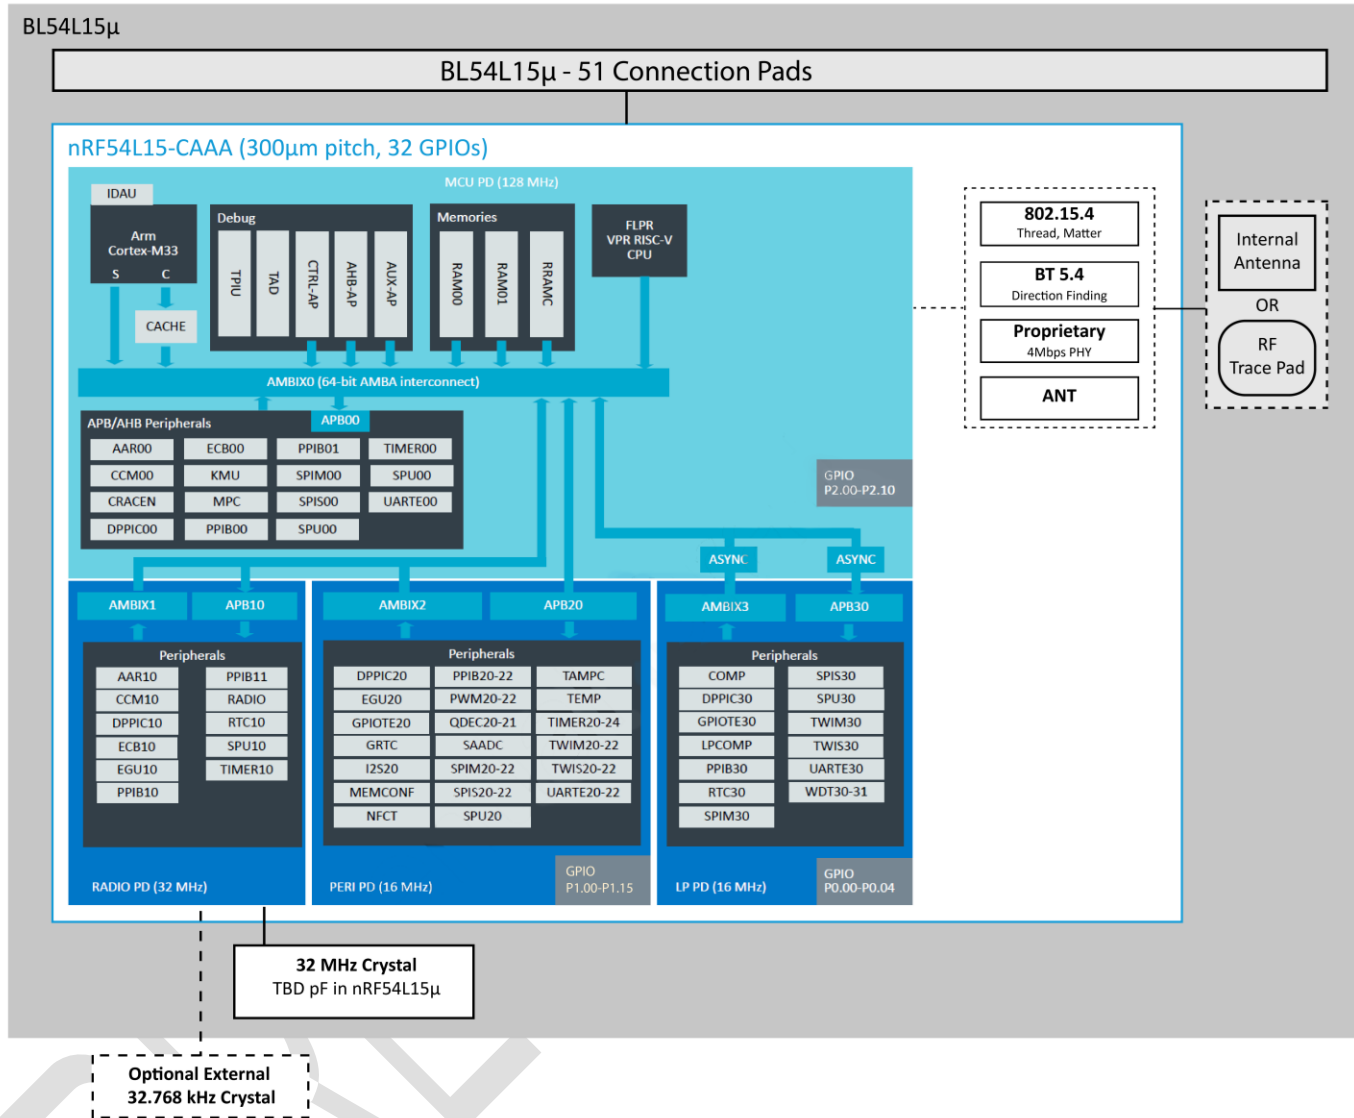 BL54L15µ
BL54L15µ - 51 Connection Pads
nRF54L15-CAAA (300µm pitch, 32 GPIOs)
MCU PD (128 MHz)
IDAU
Arm
Cortex-M33
S C
CACHE
Debug
TPIU
TAD
CTRL-AP
AHB-AP
AUX-AP
Memories
RAM00
RAM01
RRAMC
FLPR
VPR RISC-V
CPU
AMBIX0 (64-bit AMBA interconnect)
APB/AHB Peripherals
APB00
AAR00 ECB00 PPIB01 TIMER00
CCM00 KMU SPIM00 SPU00
CRACEN MPC SPIS00 UARTE00
DPPIC00 PPIB00 SPU00
GPIO
P2.00-P2.10
ASYNC ASYNC
802.15.4
Thread, Matter
BT 5.4
Direction Finding
Proprietary
4Mbps PHY
ANT
Internal
Antenna
OR
RF
Trace Pad
AMBIX1 APB10
Peripherals
AAR10 PPIB11
CCM10 RADIO
DPPIC10 RTC10
ECB10 SPU10
EGU10 TIMER10
PPIB10
RADIO PD (32 MHz)
AMBIX2 APB20
Peripherals
DPPIC20 PPIB20-22 TAMPC
EGU20 PWM20-22 TEMP
GPIOTE20 QDEC20-21 TIMER20-24
GRTC SAADC TWIM20-22
I2S20 SPIM20-22 TWIS20-22
MEMCONF SPIS20-22 UARTE20-22
NFCT SPU20
PERI PD (16 MHz)
GPIO
P1.00-P1.15
AMBIX3 APB30
Peripherals
COMP SPIS30
DPPIC30 SPU30
GPIOTE30 TWIM30
LPCOMP TWIS30
PPIB30 UARTE30
RTC30 WDT30-31
SPIM30
LP PD (16 MHz)
GPIO
P0.00-P0.04
32 MHz Crystal
TBD pF in nRF54L15µ
Optional External
32.768 kHz Crystal